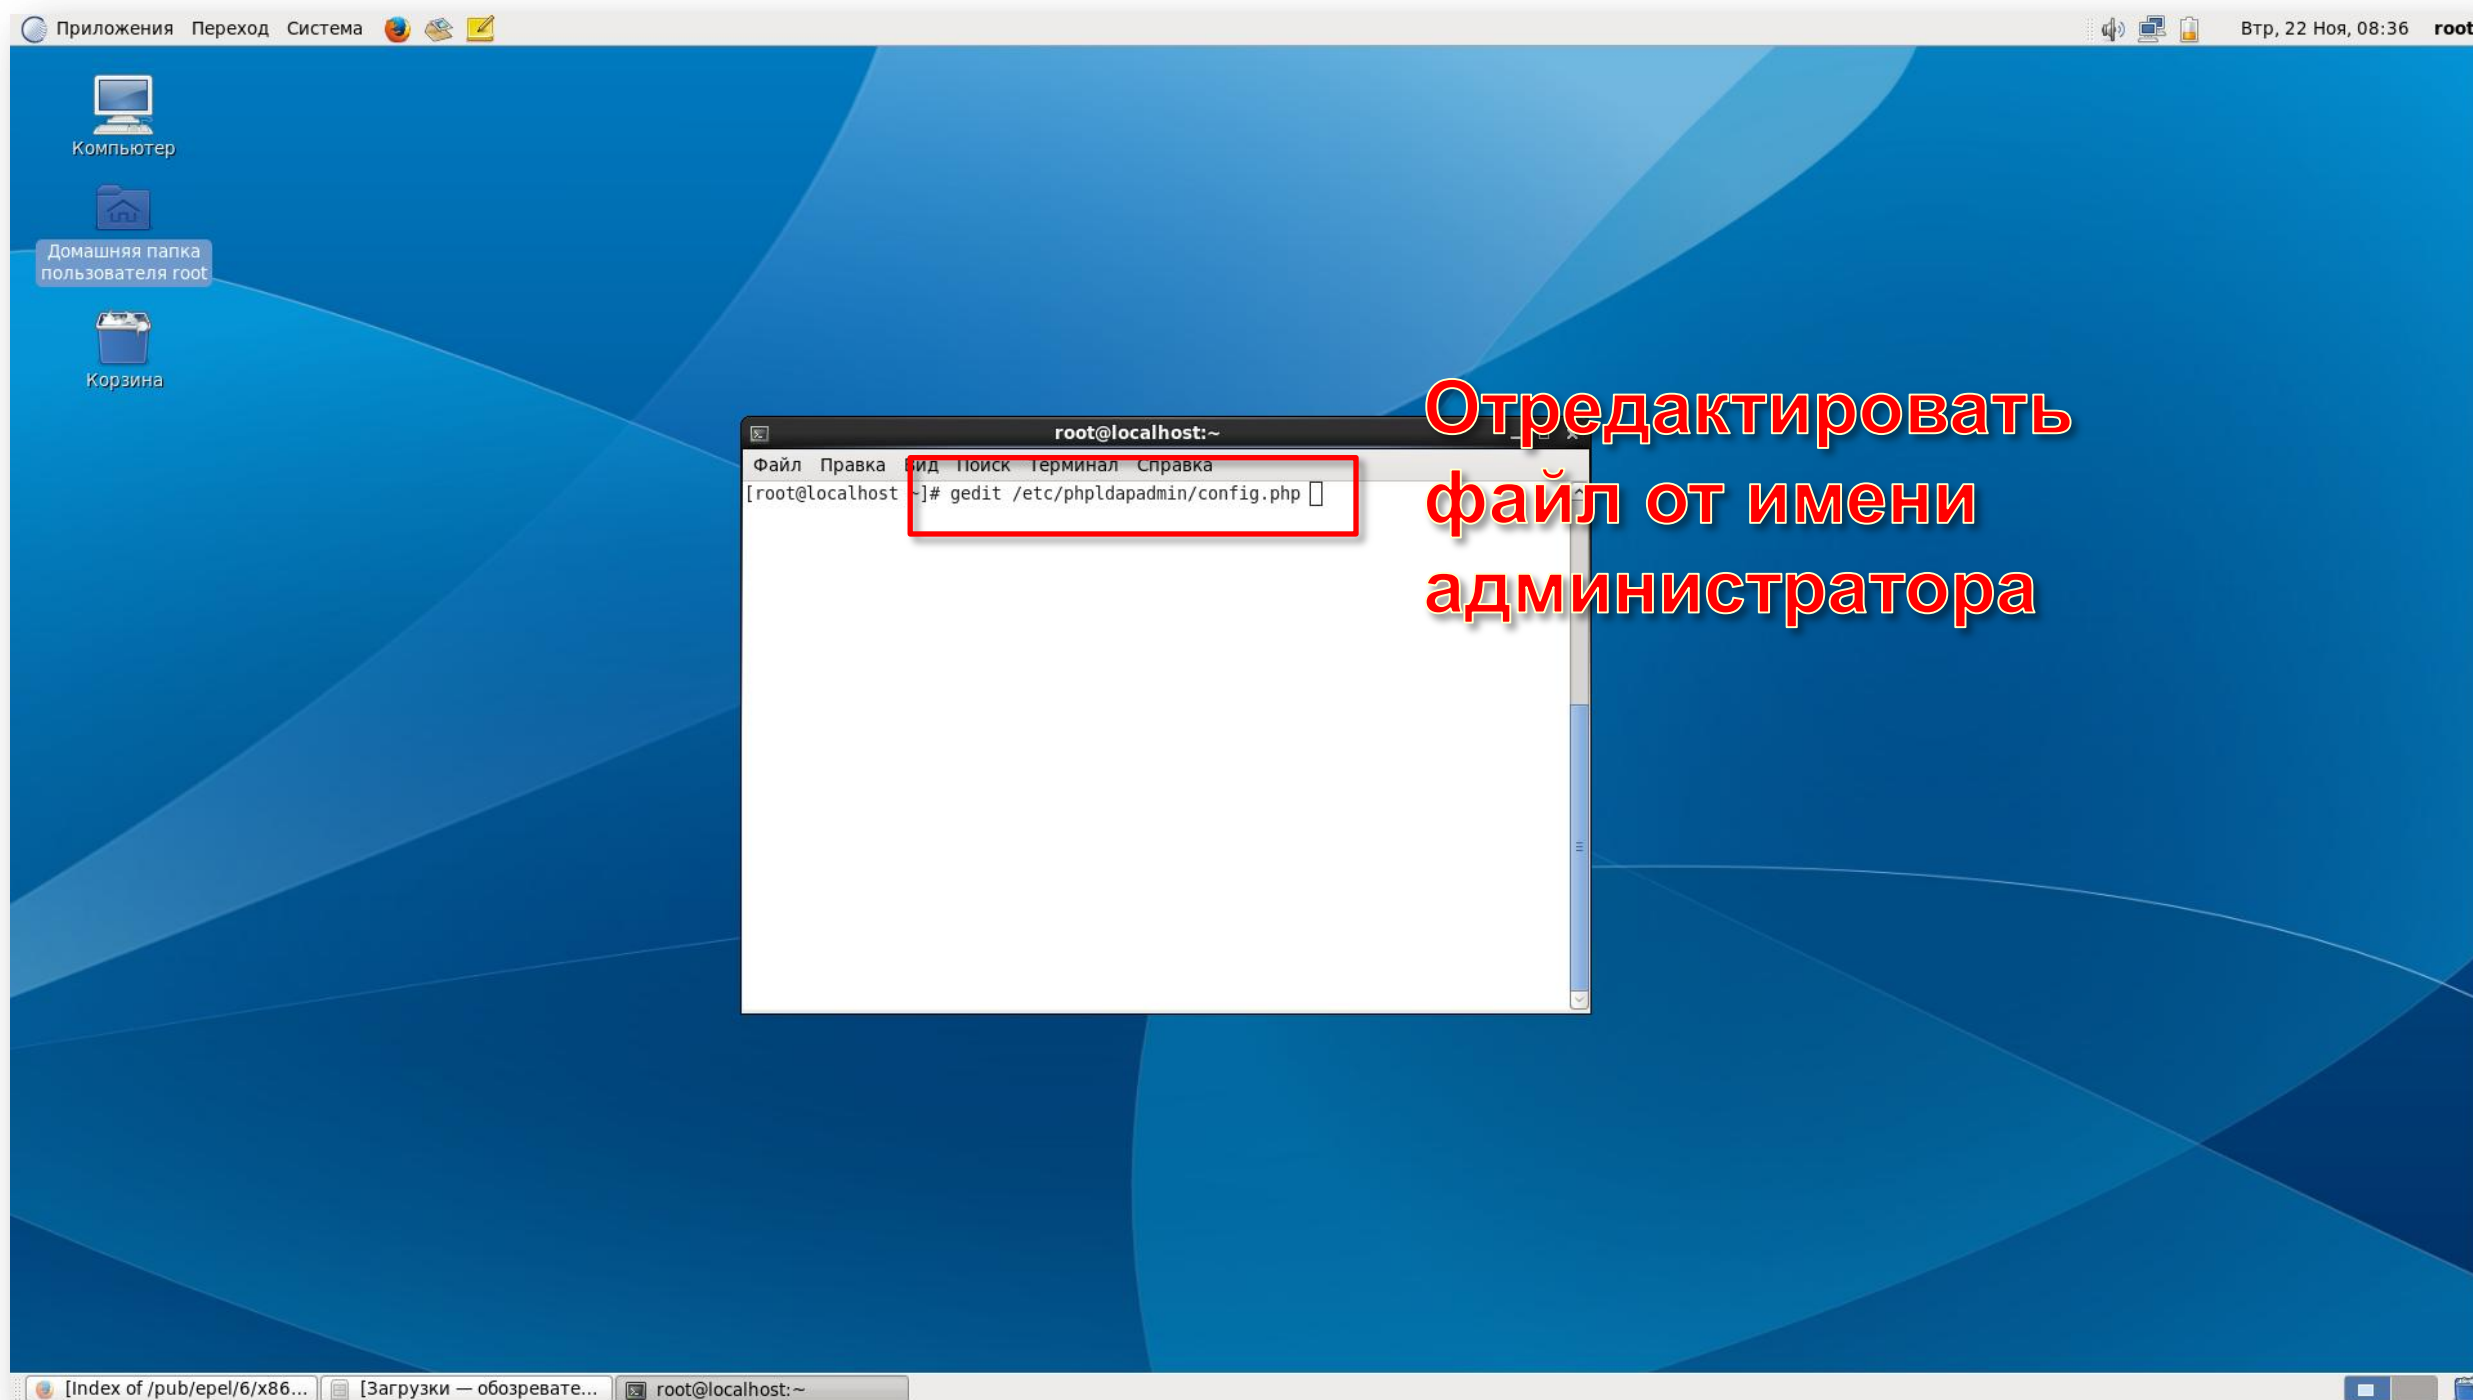 Приложения Переход Система
Втр, 22 Ноя, 08:36 root
Компьютер
Домашняя папка
пользователя root
Корзина
root@localhost:~
Файл Правка Вид Поиск Терминал Справка
[root@localhost ~]# gedit /etc/phpldapadmin/config.php
Отредактировать
файл от имени
администратора
[Index of /pub/epel/6/x86...
[Загрузки — обозревате...
root@localhost:~